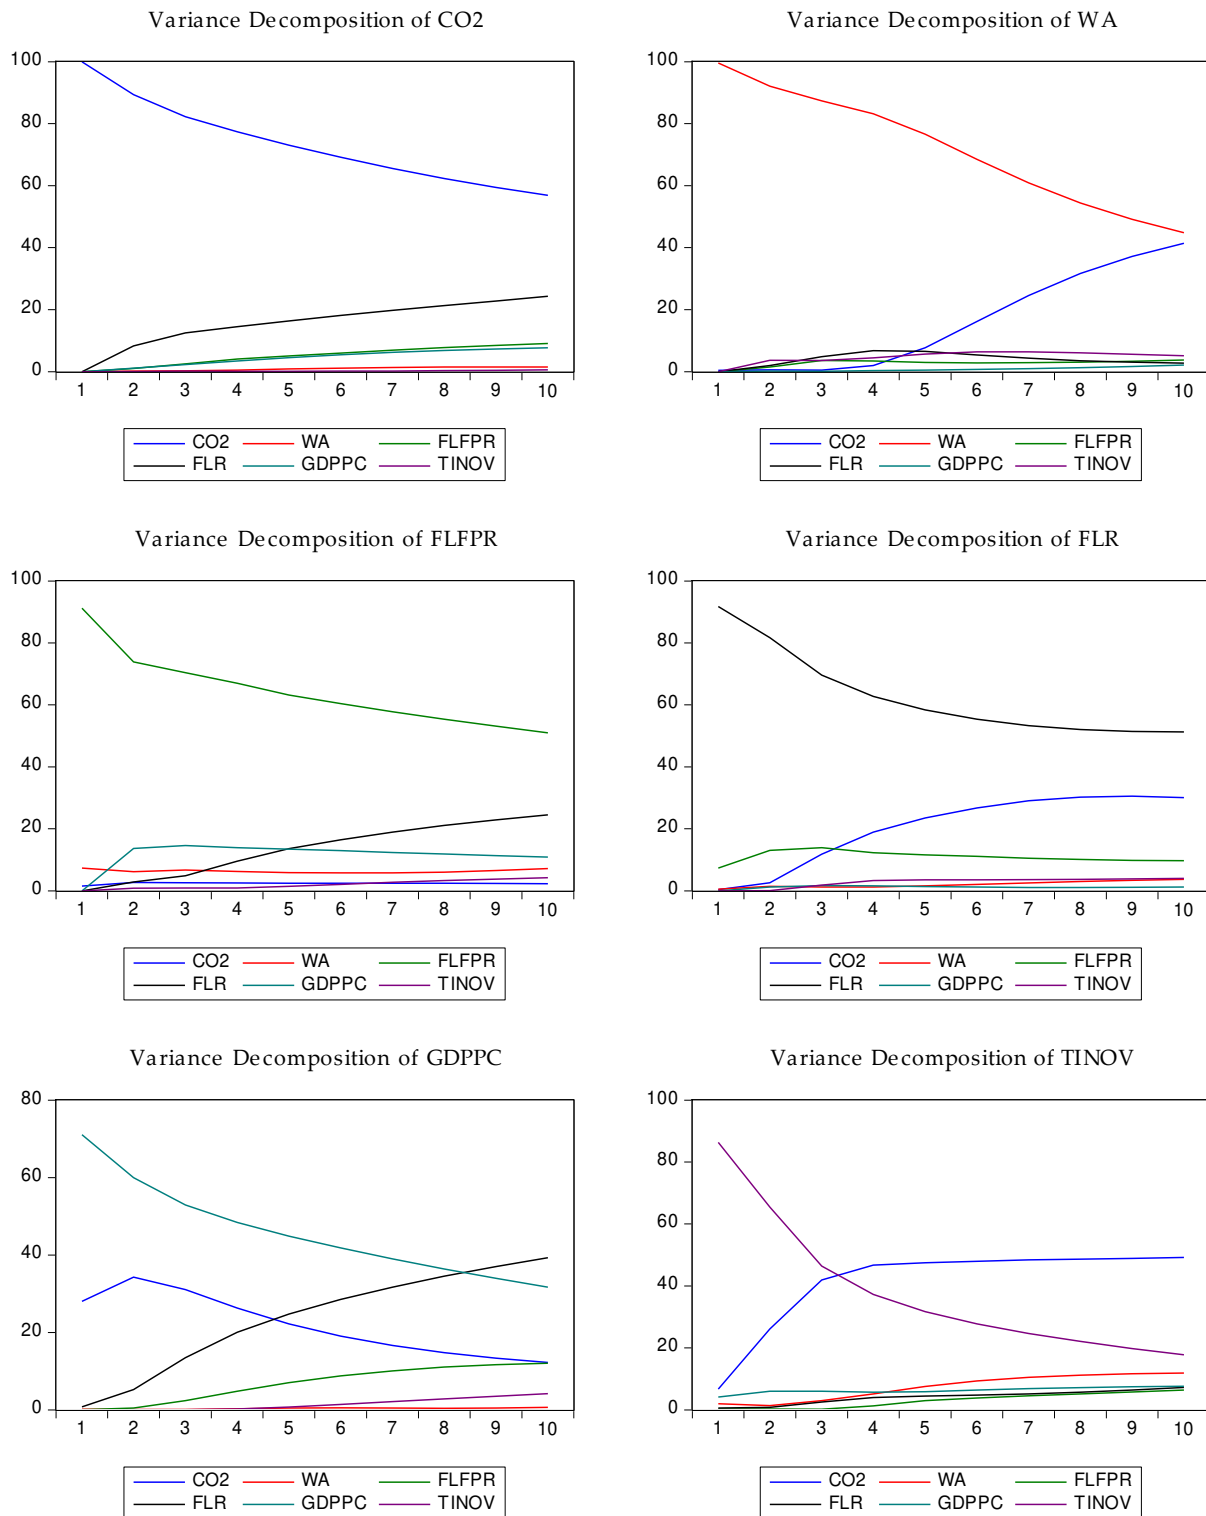 Variance Decomposition of CO2
100
80
60
40
20
0
1 2 3 4 5 6 7 8 9 10
CO2 WA FLFPR
FLR GDPPC TINOV
Variance Decomposition of WA
100
80
60
40
20
0
1 2 3 4 5 6 7 8 9 10
CO2 WA FLFPR
FLR GDPPC TINOV
Variance Decomposition of FLFPR
100
80
60
40
20
0
1 2 3 4 5 6 7 8 9 10
CO2 WA FLFPR
FLR GDPPC TINOV
Variance Decomposition of FLR
100
80
60
40
20
0
1 2 3 4 5 6 7 8 9 10
CO2 WA FLFPR
FLR GDPPC TINOV
Variance Decomposition of GDPPC
80
60
40
20
0
1 2 3 4 5 6 7 8 9 10
CO2 WA FLFPR
FLR GDPPC TINOV
Variance Decomposition of TINOV
100
80
60
40
20
0
1 2 3 4 5 6 7 8 9 10
CO2 WA FLFPR
FLR GDPPC TINOV